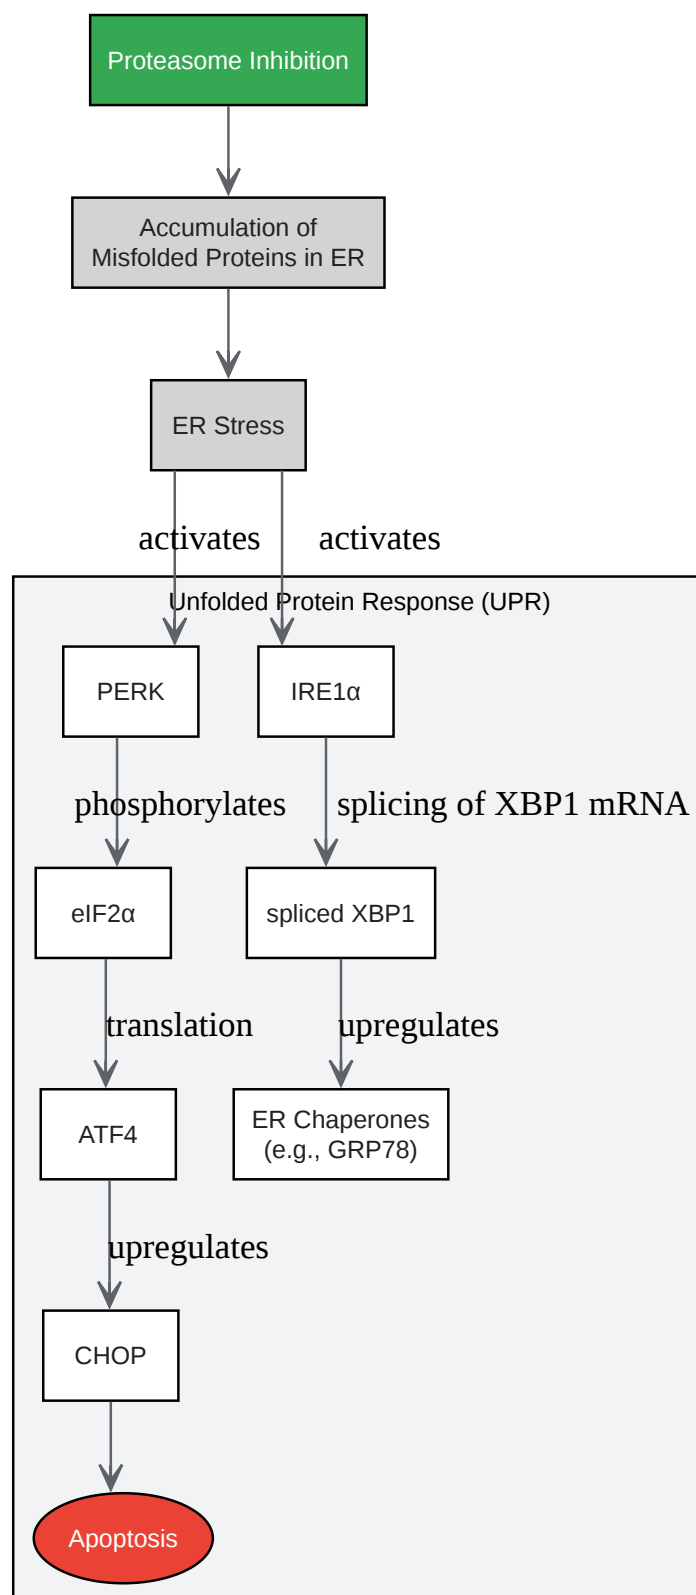 Proteasome Inhibition
Accumulation of
Misfolded Proteins in ER
ER Stress
activates
activates
Unfolded Protein Response (UPR)
PERK
IRE1α
phosphorylates
splicing of XBP1 mRNA
eIF2α
spliced XBP1
translation
upregulates
ATF4
ER Chaperones
(e.g., GRP78)
upregulates
CHOP
Apoptosis